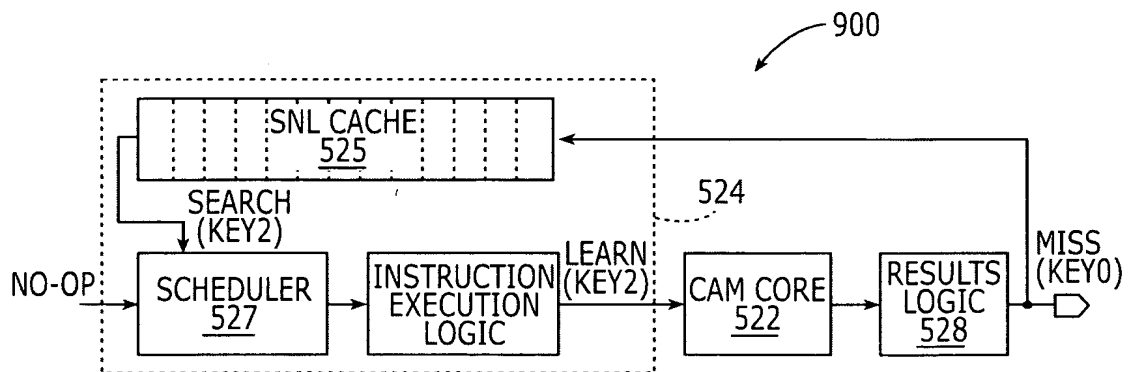 900
SNL CACHE
525
SEARCH
(KEY2)
524
NO-OP
SCHEDULER
527
INSTRUCTION
EXECUTION
LOGIC
LEARN
(KEY2)
CAM CORE
522
RESULTS
LOGIC
528
MISS
(KEY0)